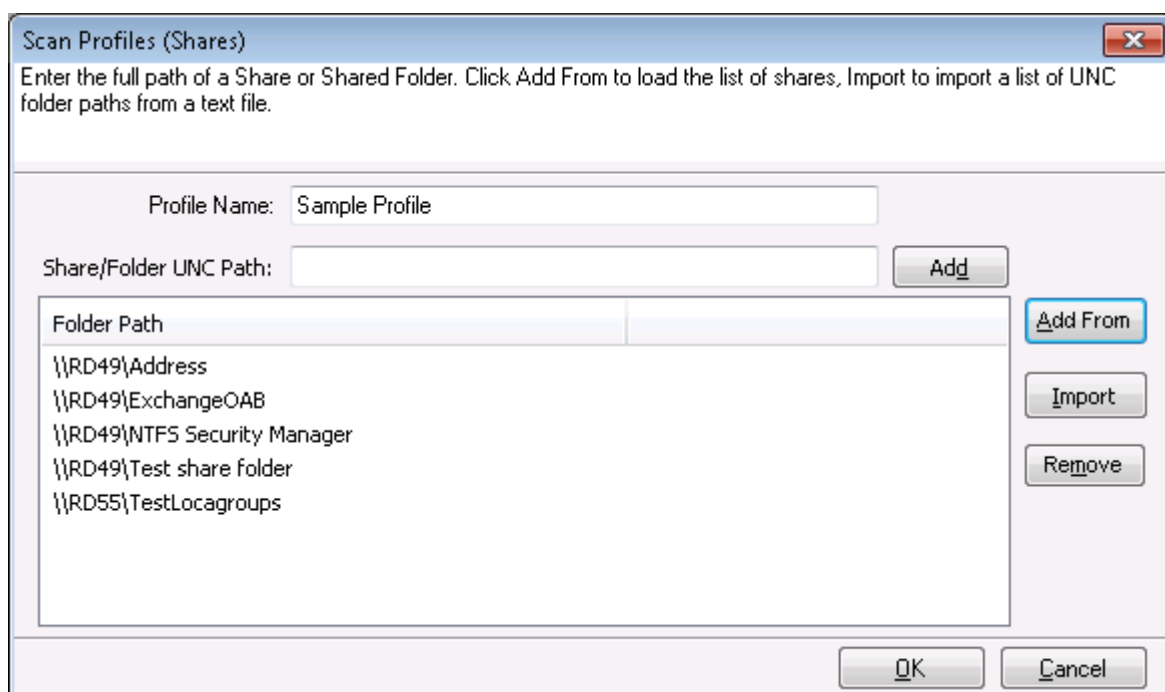 Scan Profiles (Shares)
Enter the full path of a Share or Shared Folder. Click Add From to load the list of shares, Import to import a list of UNC
folder paths from a text file.
Profile Name: Sample Profile
Share/Folder UNC Path: Add
Folder Path
Add From
\\RD49\Address
\\RD49\ExchangeOAB
Import
\\RD49\NTFS Security Manager
\\RD49\Test share folder
Remove
\\RD55\TestLocagroups
OK Cancel